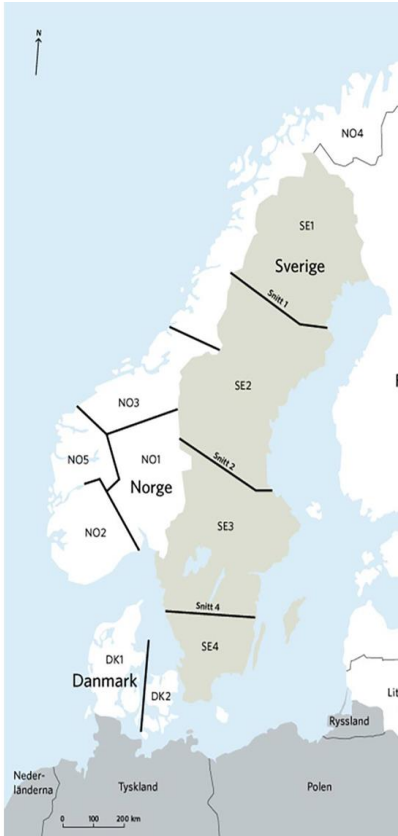 N
NO4
SE1
Sverige
Snitt 1
SE2
NO3
NO5
NO1
Snitt 2
Norge
NO2
SE3
Snitt 4
SE4
DK1
Danmark
DK2
Lit
Ryssland
Neder-
länderna
Tyskland
Polen
0 100 200 km